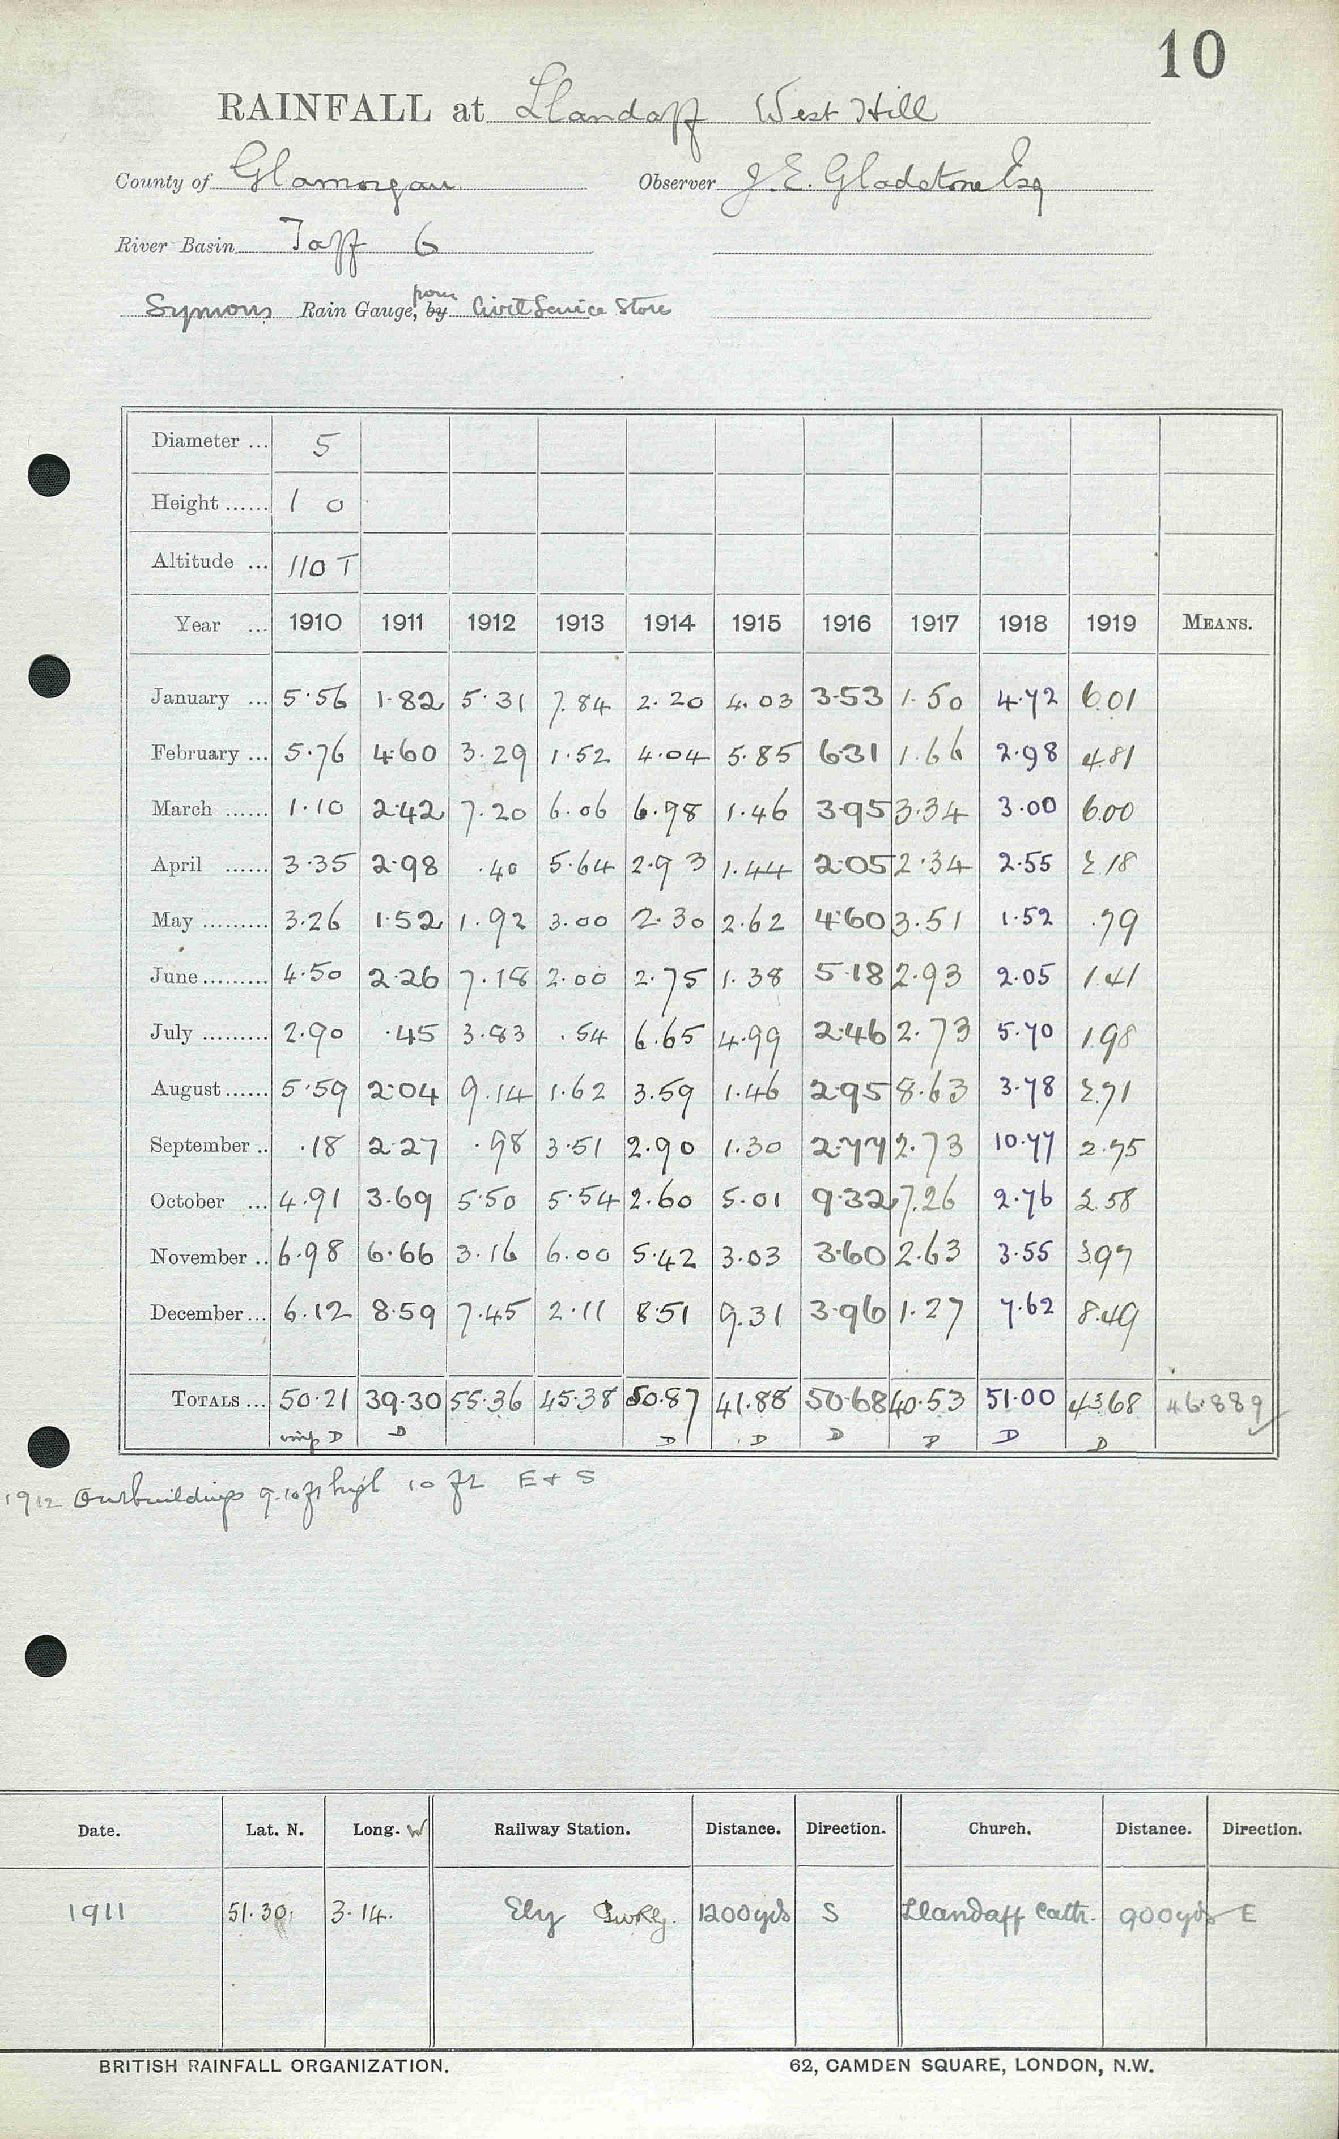 10
RAINFALL at Llandaff West Hill
County of Glamorgan Observer J. E. Gladstone Esq
River Basin Taff 6
Symons Rain Gauge, by from Civil Service Store
Diameter ... 5
Height ...... 1 0
Altitude ... 110 T
Year ... 1910 1911 1912 1913 1914 1915 1916 1917 1918 1919 MEANS.
January ... 5.56 1.82 5.31 7.84 2.20 4.03 3.53 1.50 4.72 6.01
February ... 5.76 4.60 3.29 1.52 4.04 5.85 6.31 1.66 2.98 4.81
March ...... 1.10 2.42 7.20 6.06 6.98 1.46 3.95 3.34 3.00 6.00
April ...... 3.35 2.98 .40 5.64 2.93 1.44 2.05 2.34 2.55 2.18
May ......... 3.26 1.52 1.92 3.00 2.30 2.62 4.60 3.51 1.52 .79
June ......... 4.50 2.26 7.18 2.00 2.75 1.38 5.18 2.93 2.05 1.41
July ......... 2.90 .45 3.83 .54 6.65 4.99 2.46 2.73 5.70 1.98
August ...... 5.59 2.04 9.14 1.62 3.59 1.46 2.95 8.63 3.78 2.71
September .. .18 2.27 .98 3.51 2.90 1.30 2.77 2.73 10.77 2.75
October ... 4.91 3.69 5.50 5.54 2.60 5.01 9.32 7.26 2.76 2.58
November .. 6.98 6.66 3.16 6.00 5.42 3.03 3.60 2.63 3.55 3.97
December ... 6.12 8.59 7.45 2.11 8.51 9.31 3.96 1.27 7.62 8.49
TOTALS ... 50.21 39.30 55.36 45.38 50.87 41.88 50.68 40.53 51.00 43.68 46.889
D D D D D D D D
1912 Outbuildings 9-10 ft high 10 ft E + S
Date. Lat. N. Long. W Railway Station. Distance. Direction. Church. Distance. Direction.
1911 51.30 3.14. Ely 1200yds S Llandaff Cath. 900yds E
BRITISH RAINFALL ORGANIZATION. 62, CAMDEN SQUARE, LONDON, N.W.